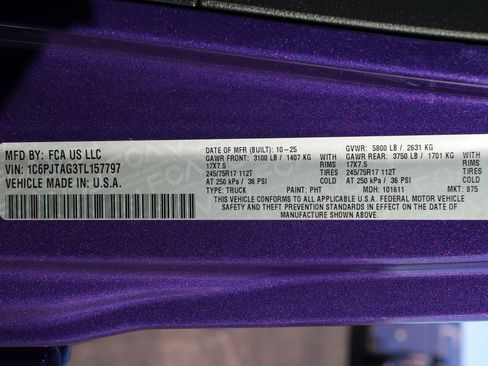 MFD BY: FCA US LLC
VIN: 1C6PJTAG3TL157797
VEHICLE MADE IN U.S.A.
DATE OF MFR (BUILT): 10-25 GVWR: 5800 LB / 2631 KG
GAWR FRONT: 3100 LB / 1407 KG WITH GAWR REAR: 3750 LB / 1701 KG WITH
17X7.5 RIMS 17X7.5 RIMS
245/75R17 112T TIRES 245/75R17 112T TIRES
AT 250 kPa / 36 PSI COLD AT 250 kPa / 36 PSI COLD
TYPE: TRUCK PAINT: PHT MDH: 101611 MKT: 875
THIS VEHICLE CONFORMS TO ALL APPLICABLE U.S.A. FEDERAL MOTOR VEHICLE
SAFETY AND THEFT PREVENTION STANDARDS IN EFFECT ON THE DATE OF
MANUFACTURE SHOWN ABOVE.